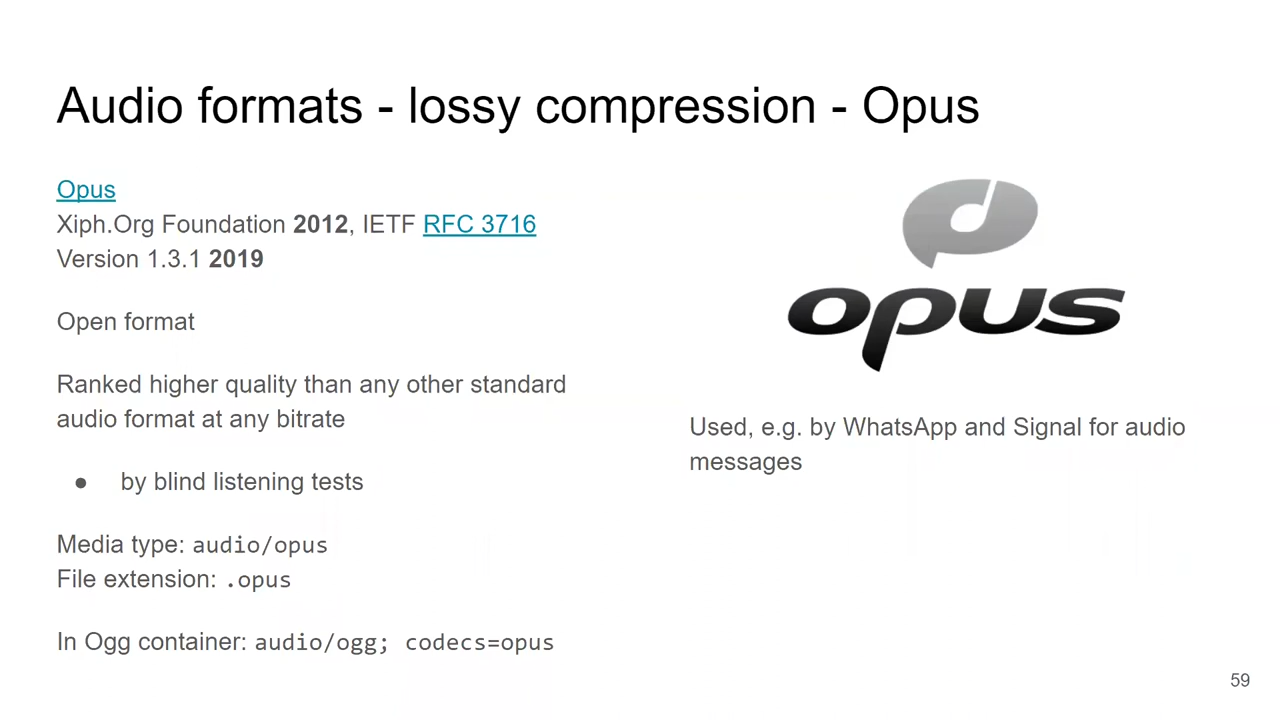 Audio formats - lossy compression - Opus
Opus
Xiph.Org Foundation 2012, IETF RFC 3716
Version 1.3.1 2019
Open format
Ranked higher quality than any other standard
audio format at any bitrate
● by blind listening tests
Media type: audio/opus
File extension: .opus
In Ogg container: audio/ogg; codecs=opus
opus
Used, e.g. by WhatsApp and Signal for audio
messages
59